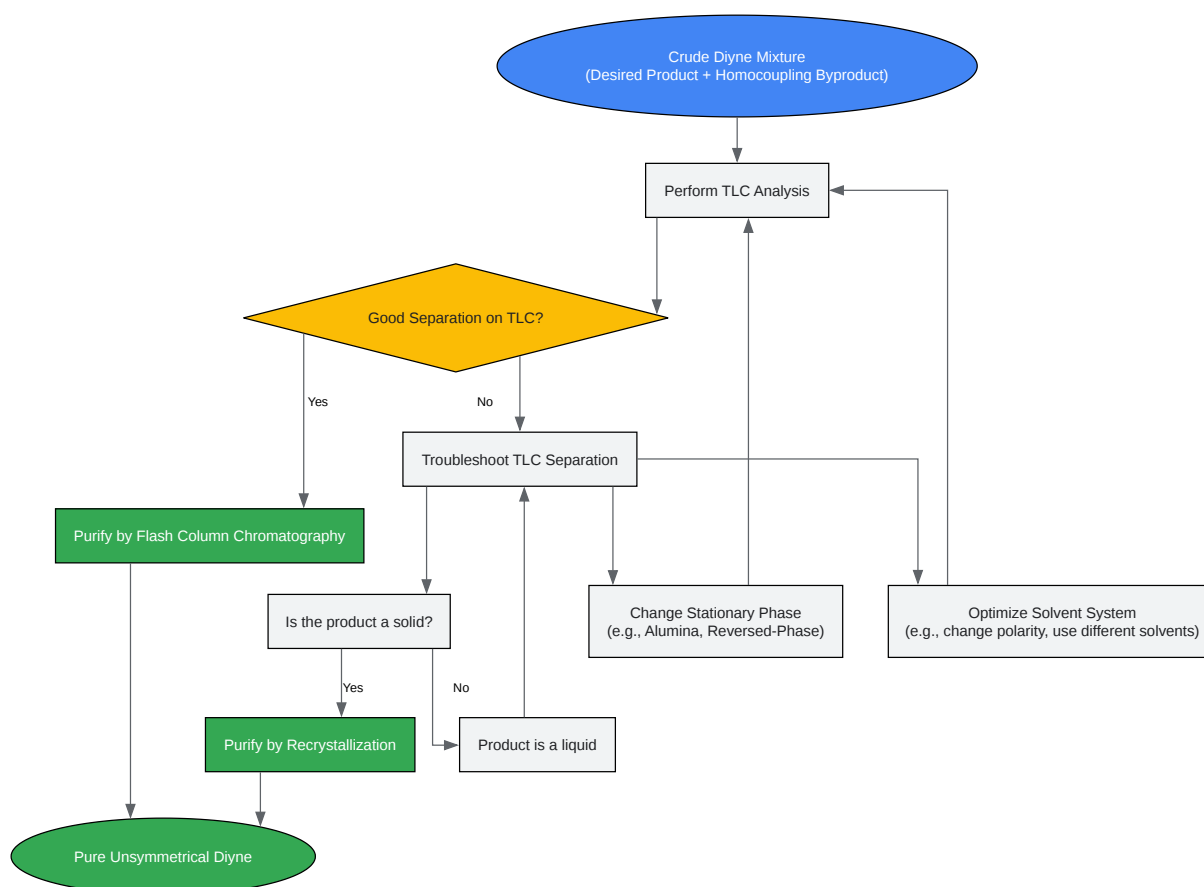 Crude Diyne Mixture
(Desired Product + Homocoupling Byproduct)
Perform TLC Analysis
Good Separation on TLC?
Yes
No
Troubleshoot TLC Separation
Purify by Flash Column Chromatography
Is the product a solid?
Change Stationary Phase
(e.g., Alumina, Reversed-Phase)
Optimize Solvent System
(e.g., change polarity, use different solvents)
Yes
No
Purify by Recrystallization
Product is a liquid
Pure Unsymmetrical Diyne